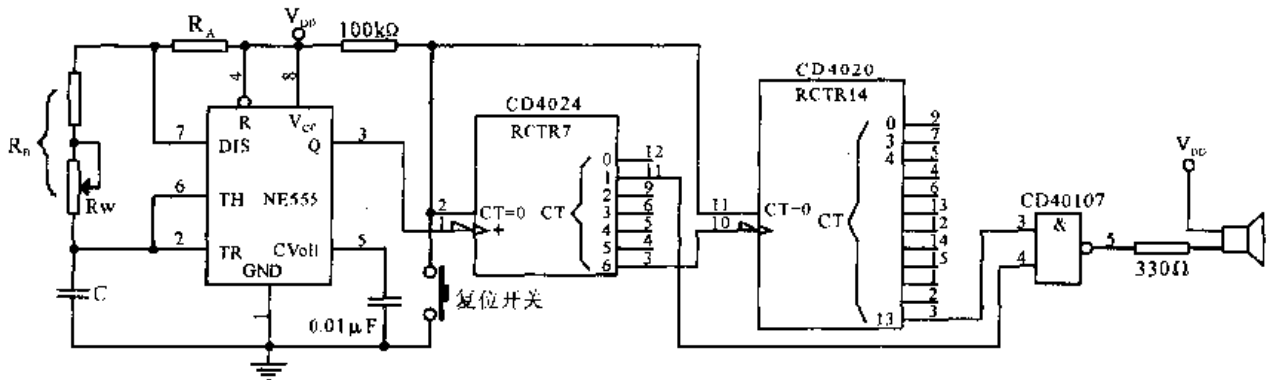 R_A
V_DD
100kΩ
4
8
R
V_CC
7
DIS
Q
3
R_B
6
TH
NE555
Rw
2
TR
CVolt
5
GND
C
1
0.01μF
复位开关
CD4024
RCTR7
2
CT=0
1
+
CT
0
12
1
11
2
9
3
6
4
5
5
4
6
3
CD4020
RCTR14
11
CT=0
10
CT
0
9
3
7
4
5
4
6
13
12
14
15
1
2
13
3
CD40107
3
&
4
5
330Ω
V_DD